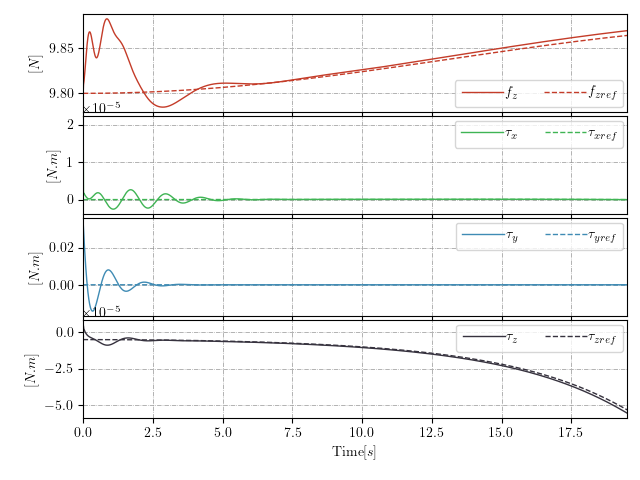 9.85
[N]
9.80
f_z f_zref
×10⁻⁵
2
1
[N.m]
0
τ_x τ_xref
0.02
[N.m]
0.00
τ_y τ_yref
×10⁻⁵
0.0
−2.5
[N.m]
−5.0
τ_z τ_zref
0.0 2.5 5.0 7.5 10.0 12.5 15.0 17.5
Time[s]